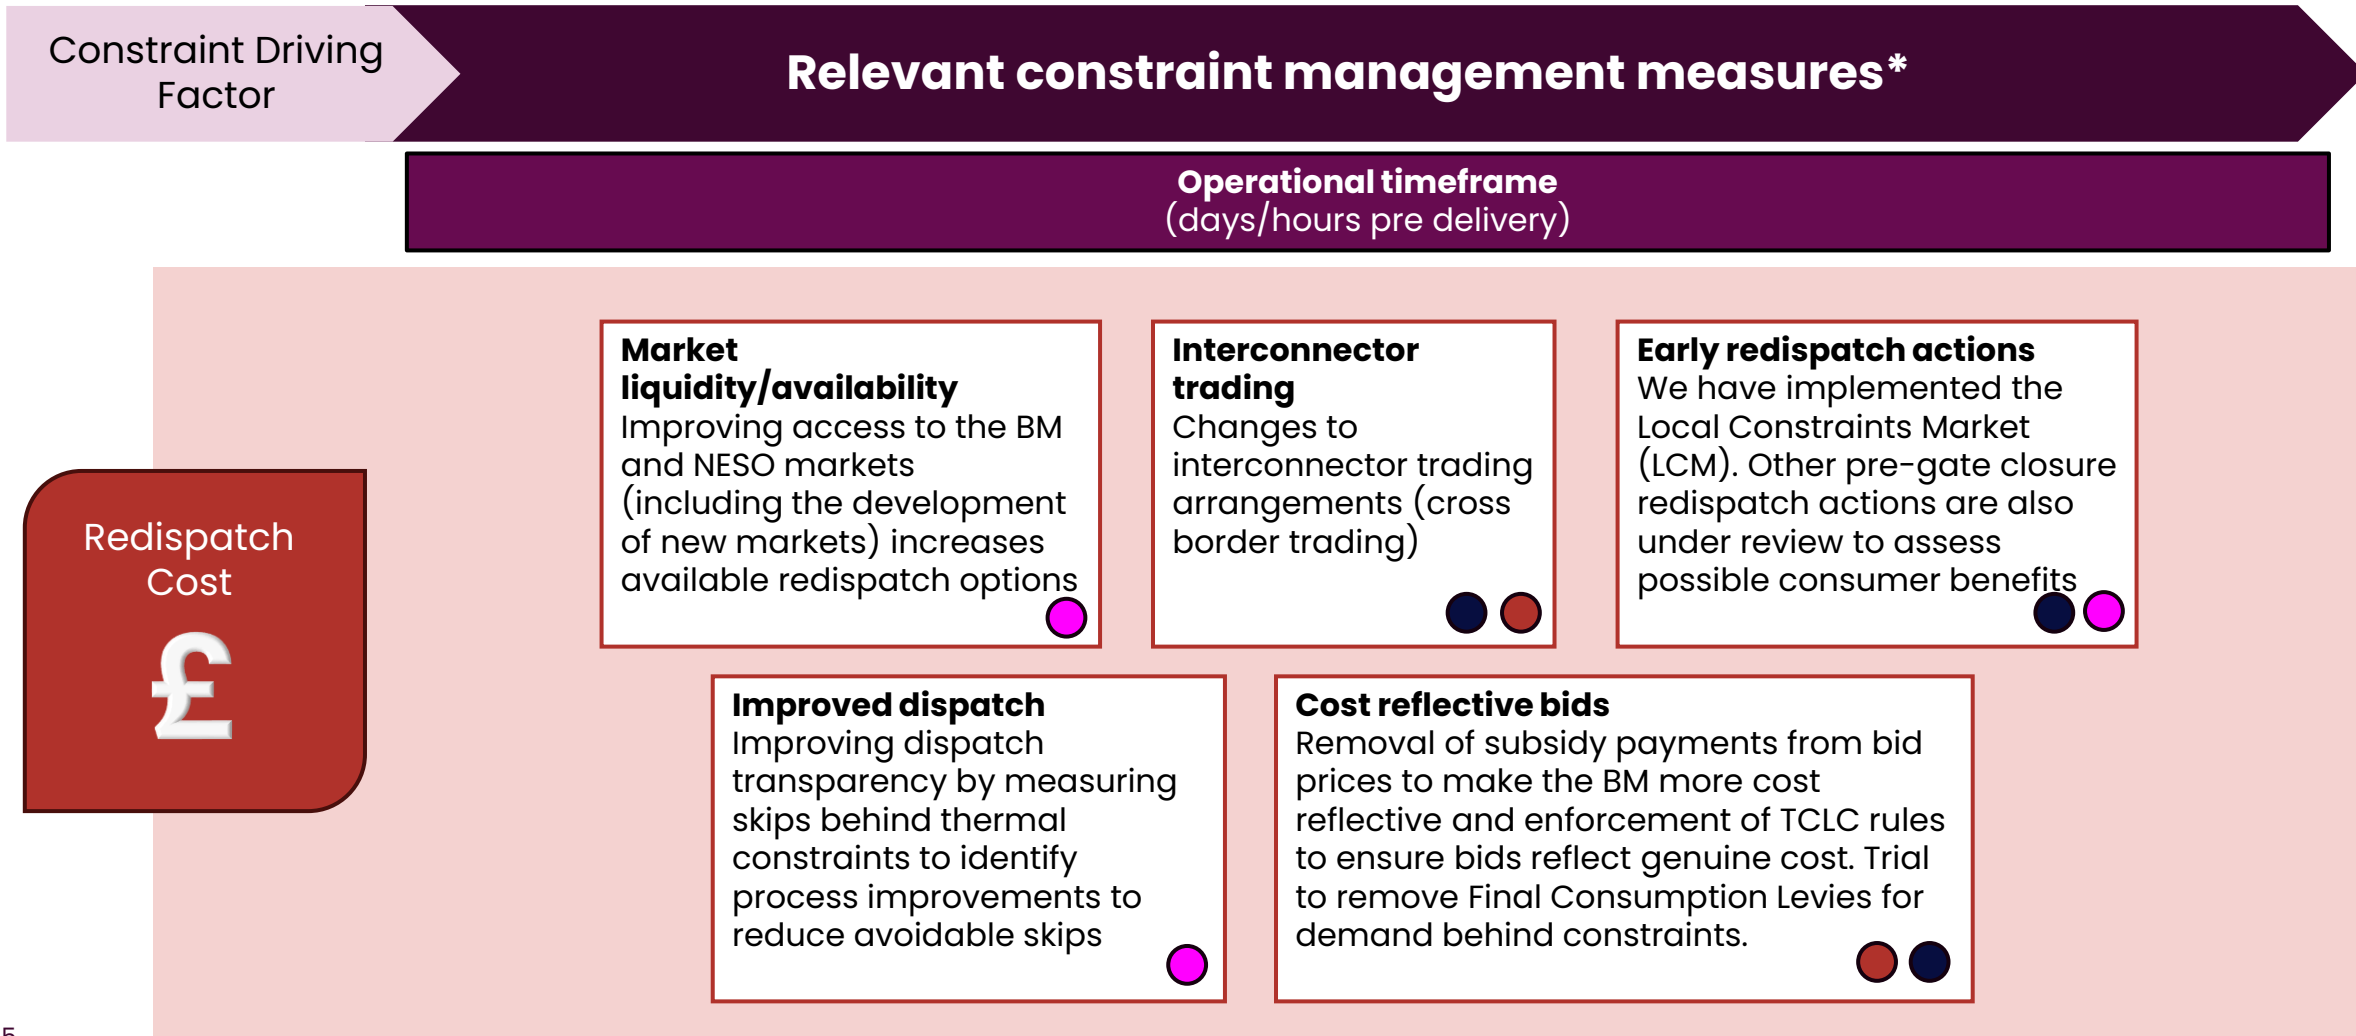 Constraint Driving
Factor
Relevant constraint management measures*
Operational timeframe
(days/hours pre delivery)
Redispatch
Cost
£
Market
liquidity/availability
Improving access to the BM
and NESO markets
(including the development
of new markets) increases
available redispatch options
Interconnector
trading
Changes to
interconnector trading
arrangements (cross
border trading)
Early redispatch actions
We have implemented the
Local Constraints Market
(LCM). Other pre-gate closure
redispatch actions are also
under review to assess
possible consumer benefits
Improved dispatch
Improving dispatch
transparency by measuring
skips behind thermal
constraints to identify
process improvements to
reduce avoidable skips
Cost reflective bids
Removal of subsidy payments from bid
prices to make the BM more cost
reflective and enforcement of TCLC rules
to ensure bids reflect genuine cost. Trial
to remove Final Consumption Levies for
demand behind constraints.